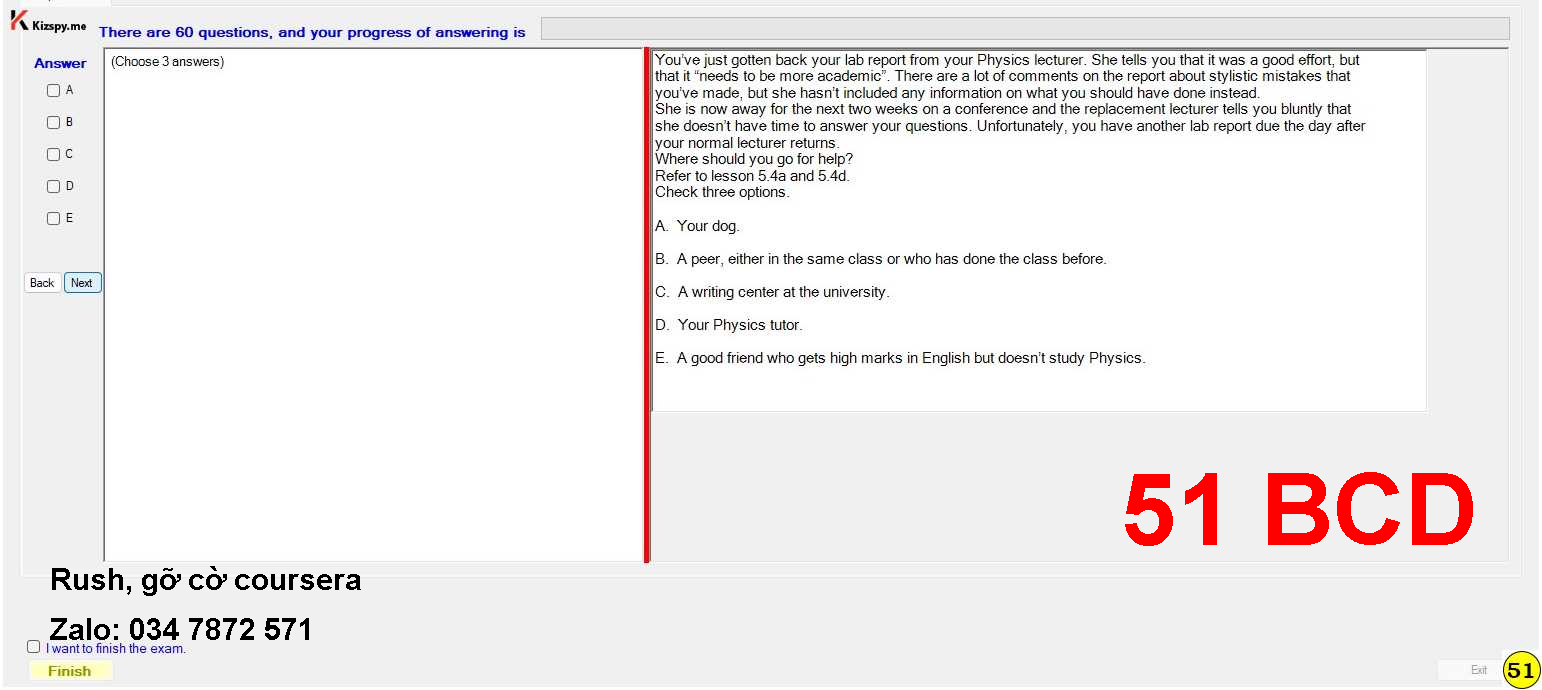 Kizspy.me
There are 60 questions, and your progress of answering is
Answer
A
B
C
D
E
Back Next
(Choose 3 answers)
You've just gotten back your lab report from your Physics lecturer. She tells you that it was a good effort, but
that it “needs to be more academic”. There are a lot of comments on the report about stylistic mistakes that
you've made, but she hasn't included any information on what you should have done instead.
She is now away for the next two weeks on a conference and the replacement lecturer tells you bluntly that
she doesn't have time to answer your questions. Unfortunately, you have another lab report due the day after
your normal lecturer returns.
Where should you go for help?
Refer to lesson 5.4a and 5.4d.
Check three options.
A. Your dog.
B. A peer, either in the same class or who has done the class before.
C. A writing center at the university.
D. Your Physics tutor.
E. A good friend who gets high marks in English but doesn't study Physics.
51 BCD
Rush, gỡ cờ coursera
Zalo: 034 7872 571
I want to finish the exam.
Finish
Exit
51